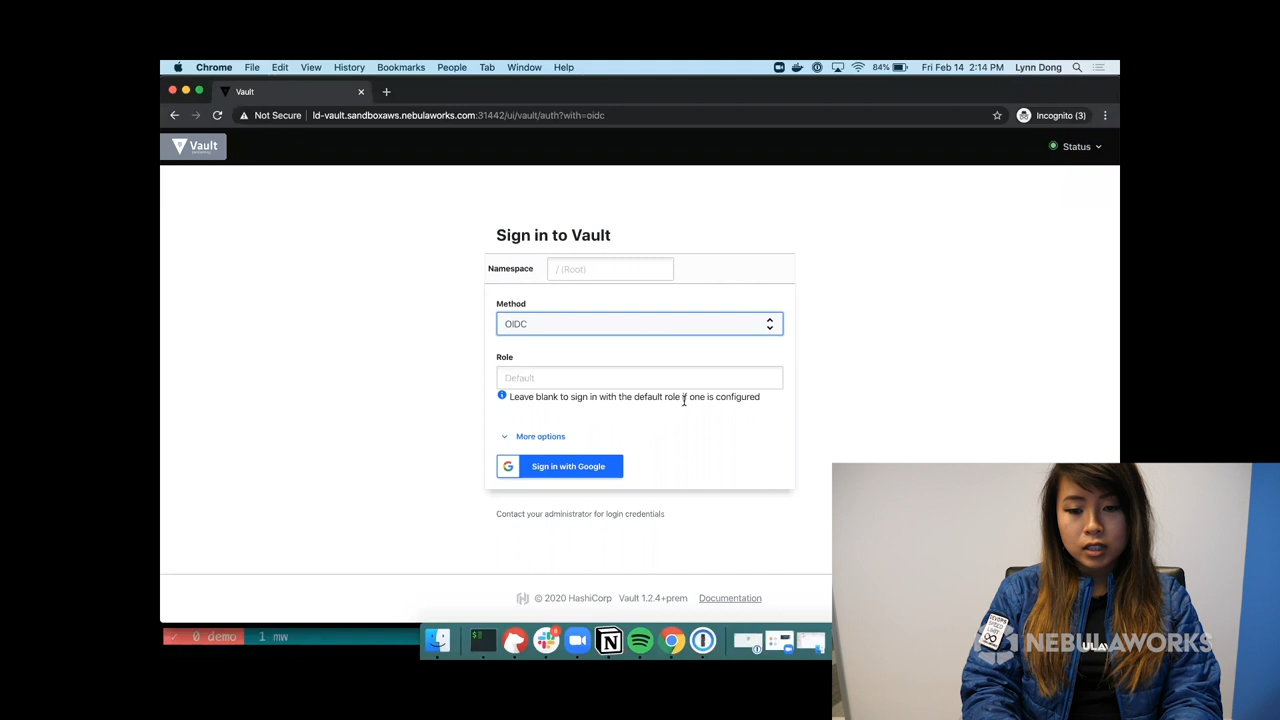 Chrome File Edit View History Bookmarks People Tab Window Help 84% Fri Feb 14 2:14 PM Lynn Dong
Vault
Not Secure ld-vault.sandboxaws.nebulaworks.com:31442/ui/vault/auth?with=oidc Incognito (3)
Vault Status
Sign in to Vault
Namespace / (Root)
Method
OIDC
Role
Default
Leave blank to sign in with the default role if one is configured
More options
G Sign in with Google
Contact your administrator for login credentials
© 2020 HashiCorp Vault 1.2.4+prem Documentation
✓ 0 demo 1 mw
NEBULAWORKS